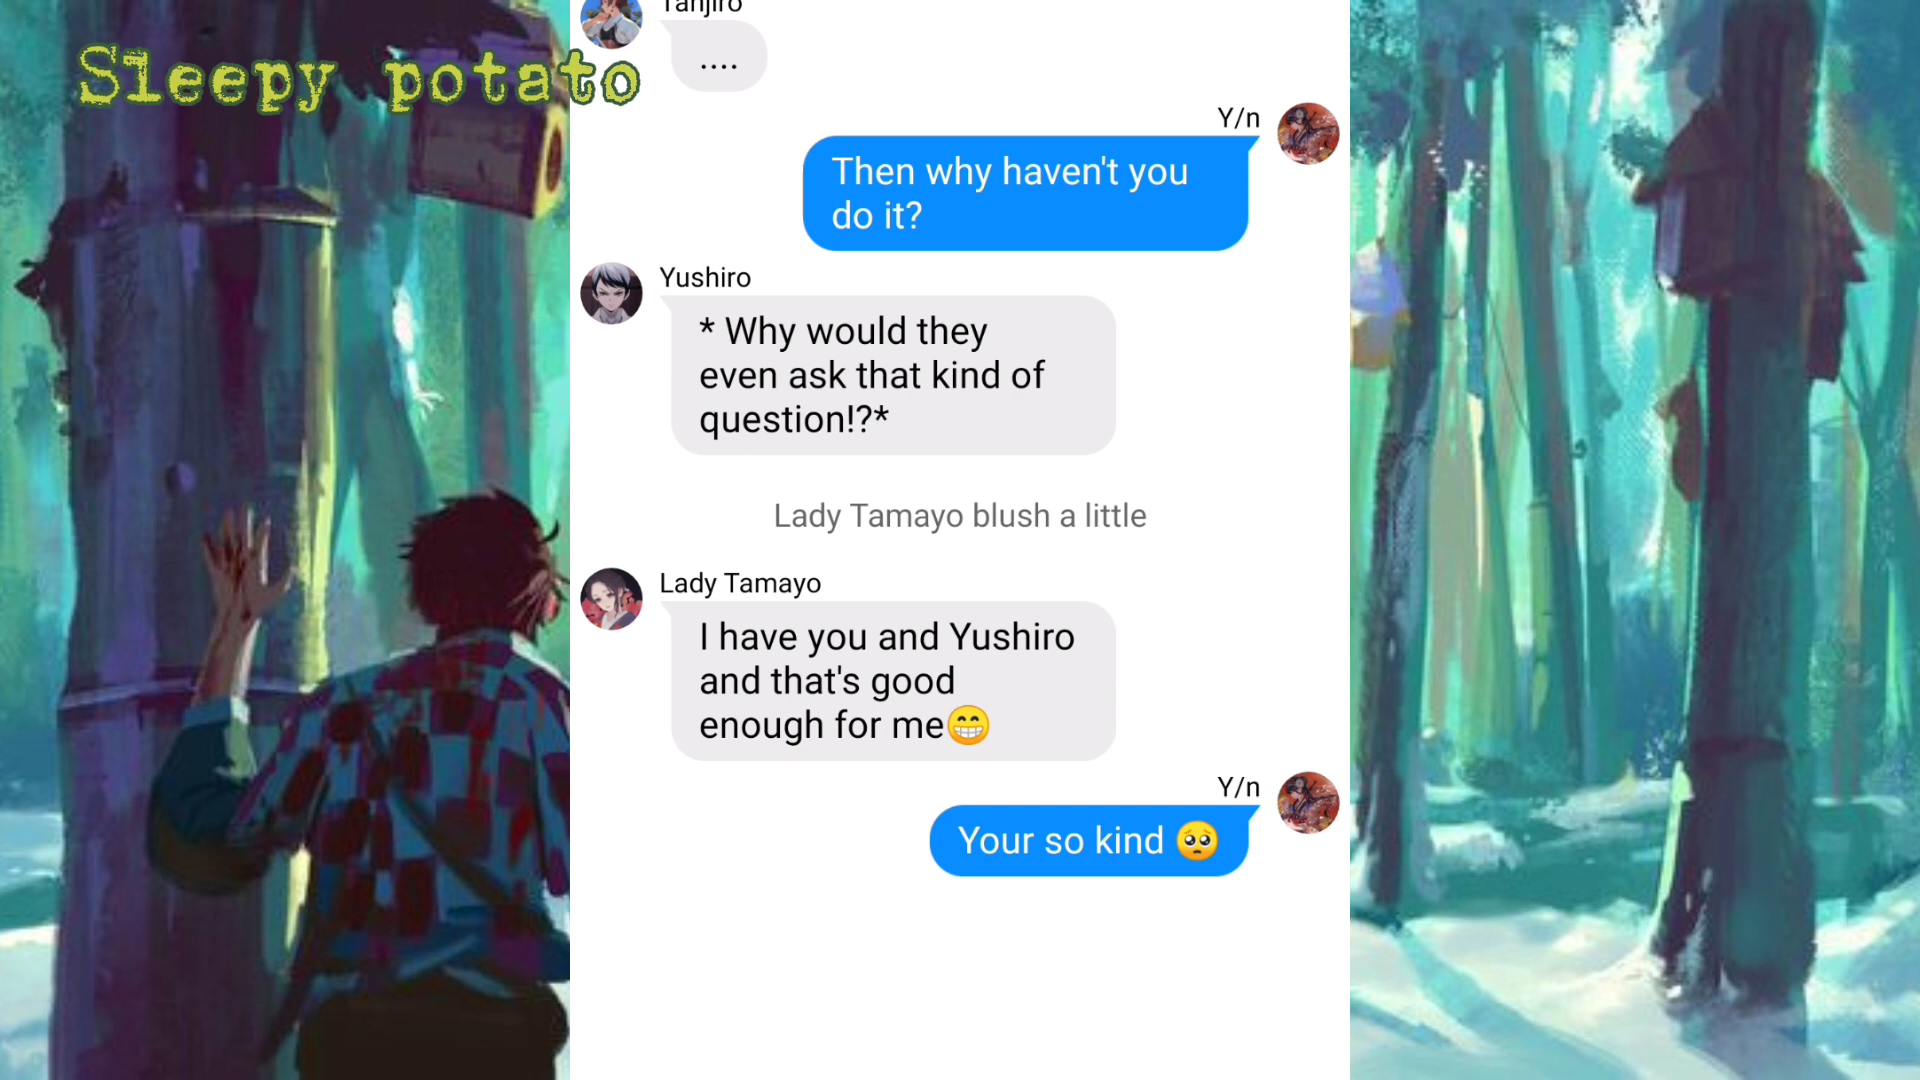 Tanjiro
Sleepy potato
....
Y/n
Then why haven't you
do it?
Yushiro
* Why would they
even ask that kind of
question!?*
Lady Tamayo blush a little
Lady Tamayo
I have you and Yushiro
and that's good
enough for me😁
Y/n
Your so kind 🥺